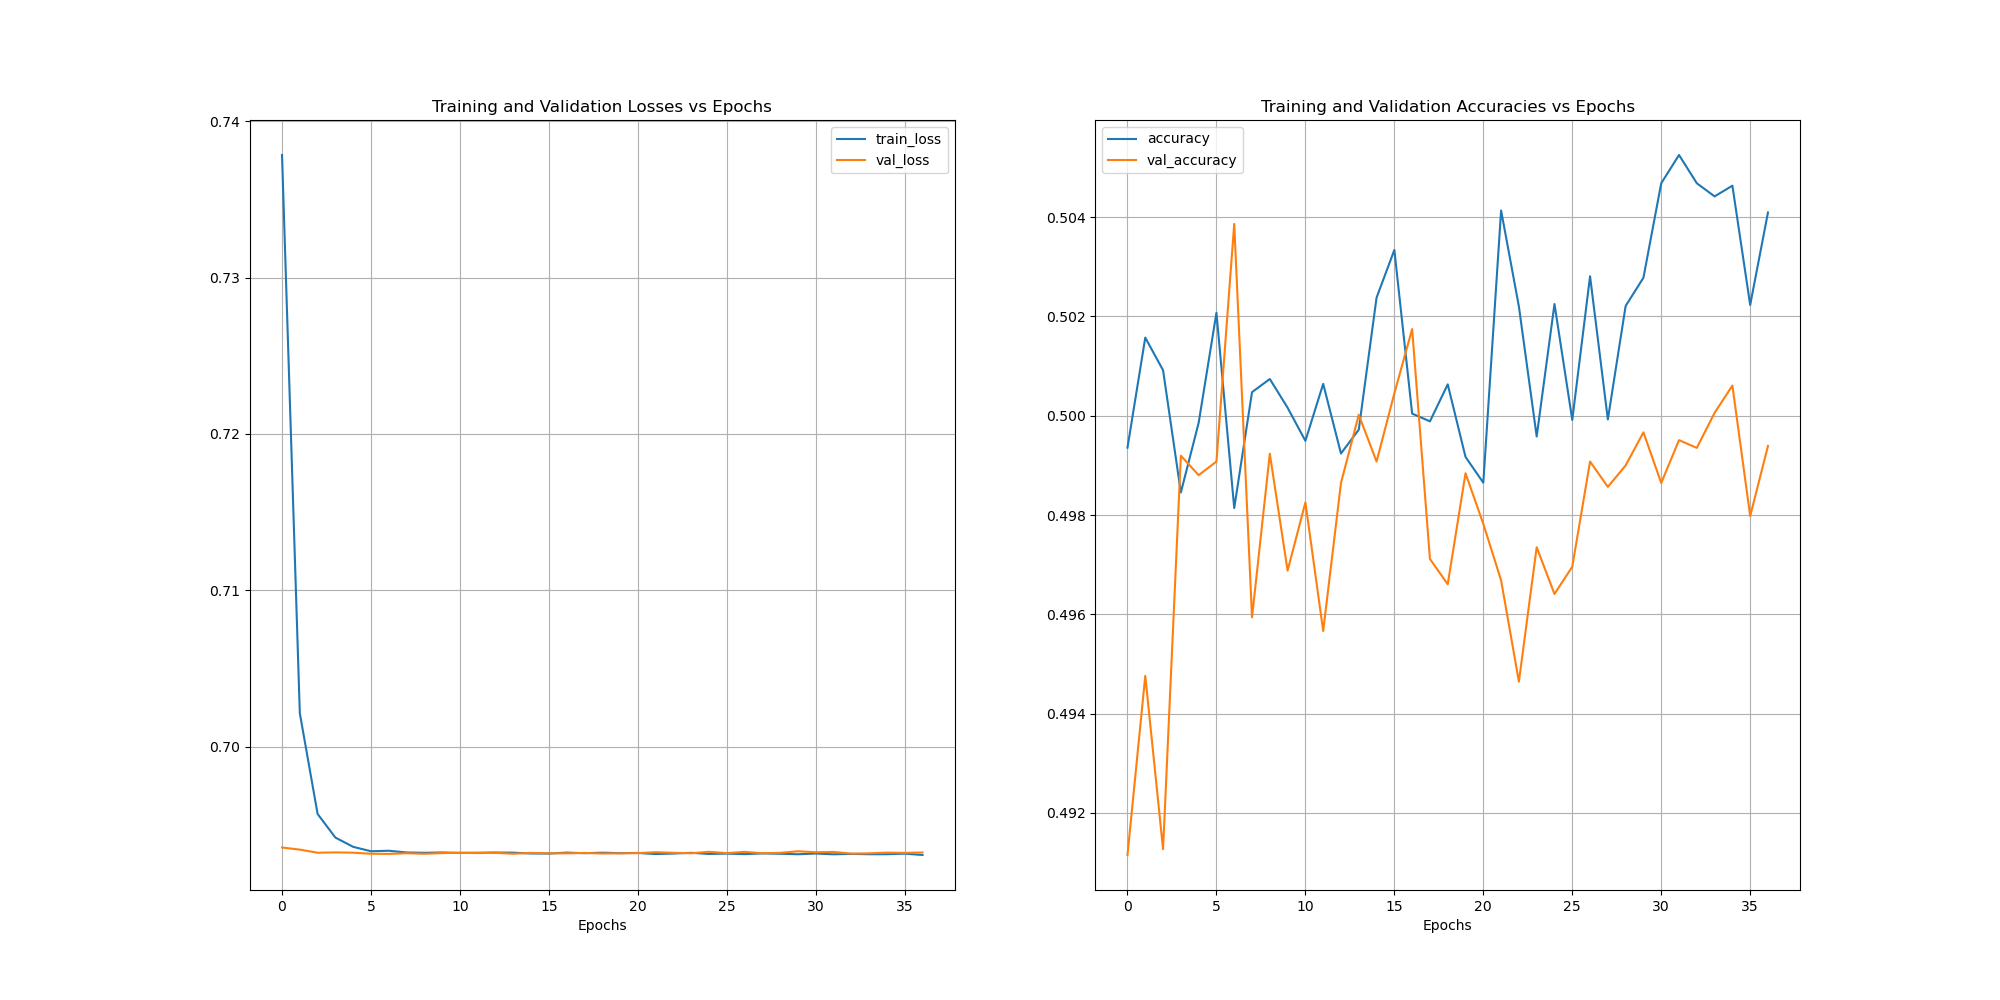 Training and Validation Losses vs Epochs
train_loss
val_loss
0.74
0.73
0.72
0.71
0.70
0 5 10 15 20 25 30 35
Epochs
Training and Validation Accuracies vs Epochs
accuracy
val_accuracy
0.504
0.502
0.500
0.498
0.496
0.494
0.492
0 5 10 15 20 25 30 35
Epochs